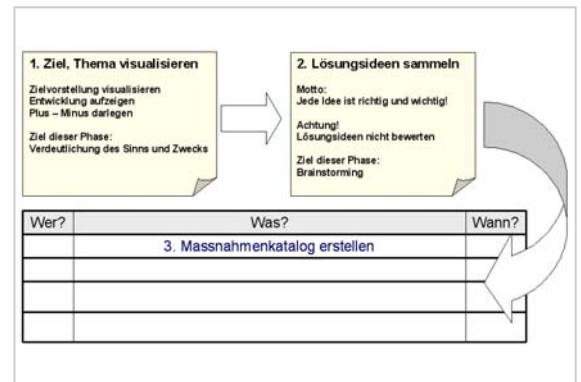 1. Ziel, Thema visualisieren
Zielvorstellung visualisieren
Entwicklung aufzeigen
Plus – Minus darlegen
Ziel dieser Phase:
Verdeutlichung des Sinns und Zwecks
2. Lösungsideen sammeln
Motto:
Jede Idee ist richtig und wichtig!
Achtung!
Lösungsideen nicht bewerten
Ziel dieser Phase:
Brainstorming
Wer? Was? Wann?
3. Massnahmenkatalog erstellen